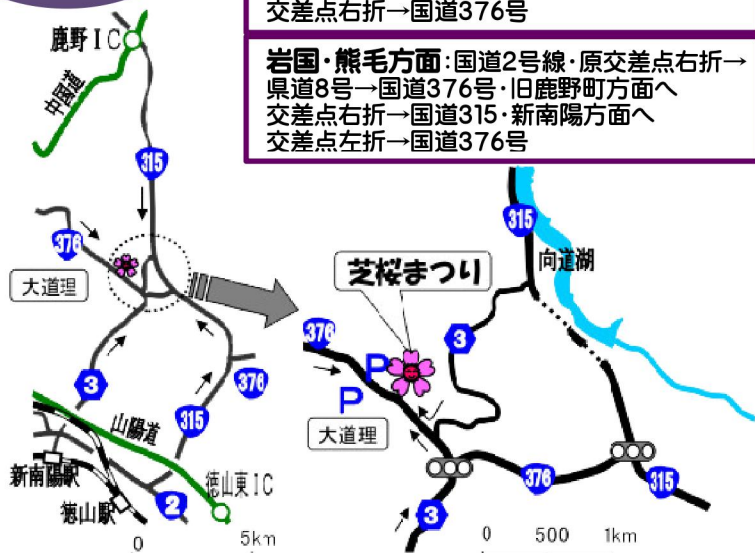 交差点右折→国道376号
岩国・熊毛方面:国道2号線・原交差点右折→
県道8号→国道376号・旧鹿野町方面へ
交差点右折→国道315・新南陽方面へ
交差点左折→国道376号
鹿野IC
中国道
315
376
大道理
3
376
315
山陽道
新南陽駅
徳山駅
2
徳山東IC
0 5km
315
向道湖
芝桜まつり
376
3
P
P
大道理
376
315
3
0 500 1km